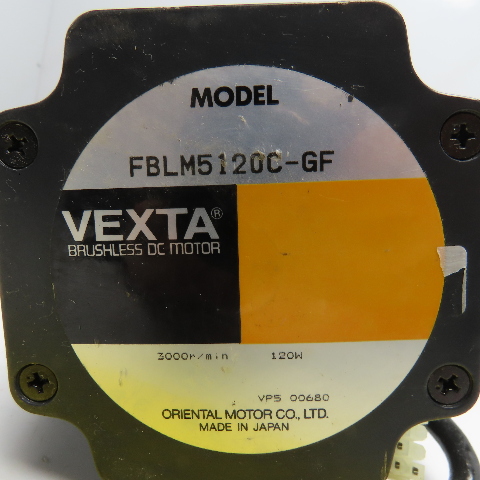 MODEL
FBLM5120C-GF
VEXTA®
BRUSHLESS DC MOTOR
3000r/min 120W
VPS 00680
ORIENTAL MOTOR CO., LTD.
MADE IN JAPAN